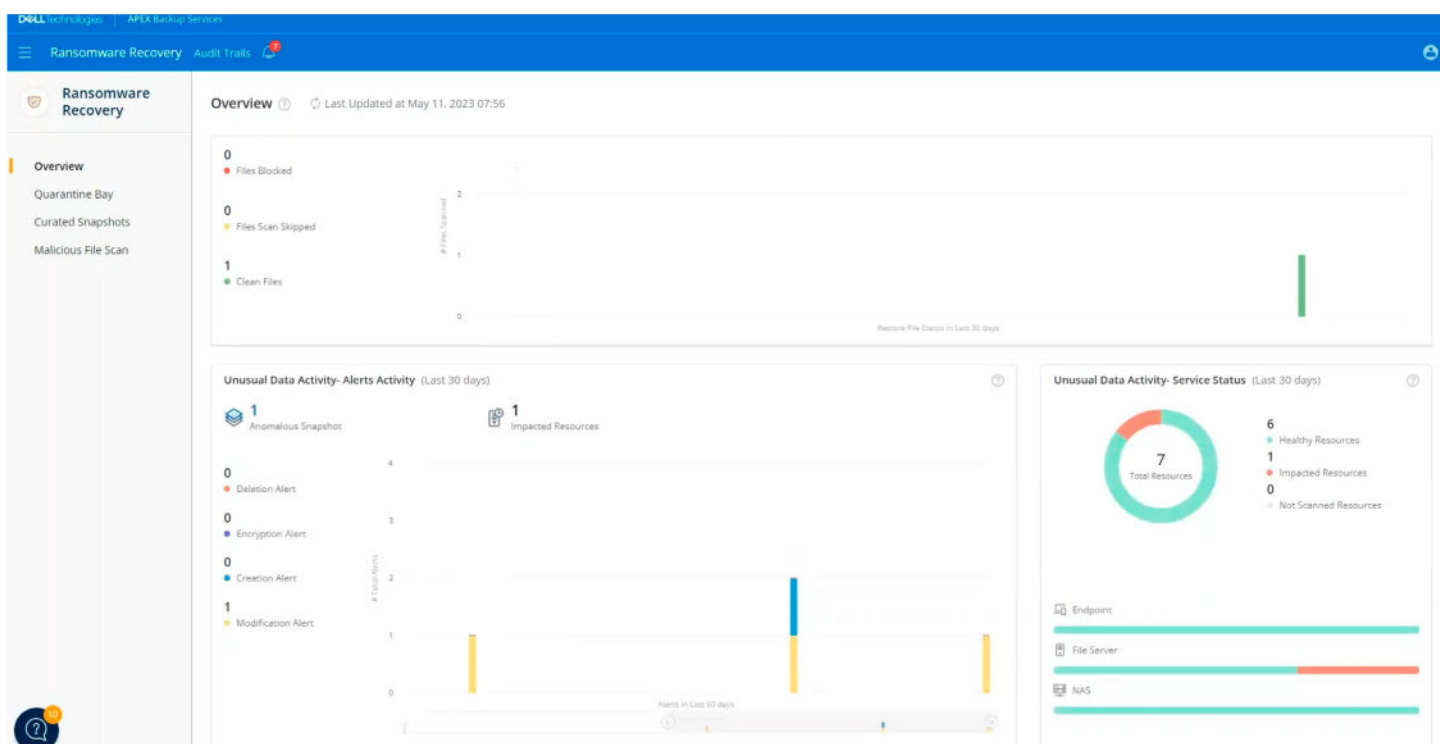 DELL Technologies APEX Backup Services
Ransomware Recovery Audit Trails 7
Ransomware
Recovery
Overview
Quarantine Bay
Curated Snapshots
Malicious File Scan
10
Overview Last Updated at May 11, 2023 07:56
0
Files Blocked
0
Files Scan Skipped
1
Clean Files
# Files Scanned
2
1
0
Restore File Status in Last 30 days
Unusual Data Activity- Alerts Activity (Last 30 days)
1
Anomalous Snapshot
1
Impacted Resources
0
Deletion Alert
0
Encryption Alert
0
Creation Alert
1
Modification Alert
# Total Alerts
4
3
2
1
0
Alerts in Last 60 days
Unusual Data Activity- Service Status (Last 30 days)
7
Total Resources
6
Healthy Resources
1
Impacted Resources
0
Not Scanned Resources
Endpoint
File Server
NAS